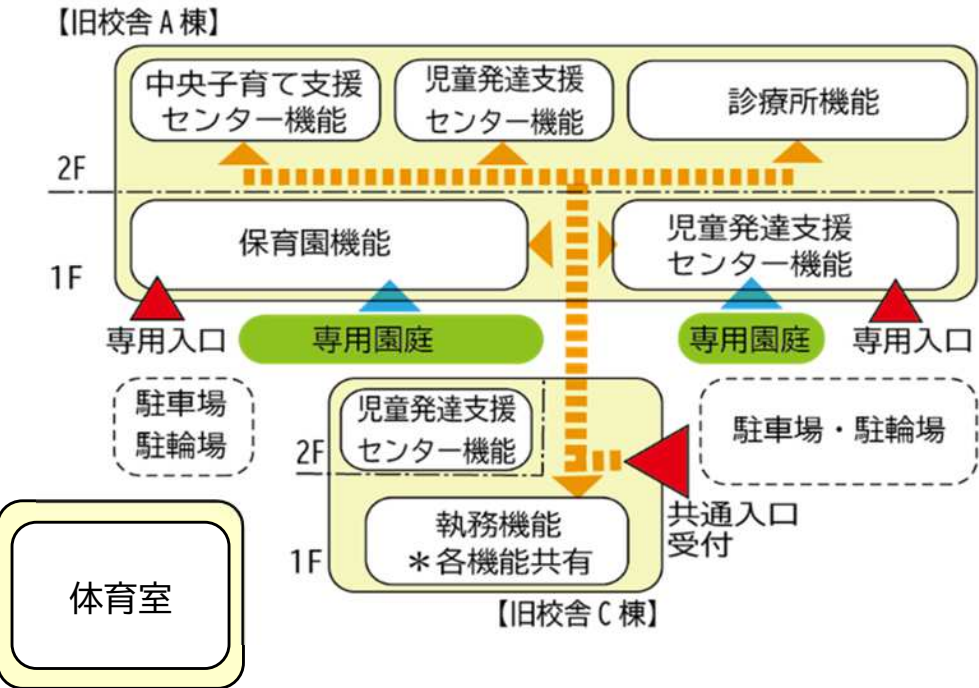 【旧校舎A棟】
中央子育て支援
センター機能
児童発達支援
センター機能
診療所機能
2F
保育園機能
児童発達支援
センター機能
1F
専用入口
専用園庭
専用園庭
専用入口
駐車場
駐輪場
児童発達支援
センター機能
2F
駐車場・駐輪場
共通入口
受付
執務機能
＊各機能共有
1F
体育室
【旧校舎C棟】